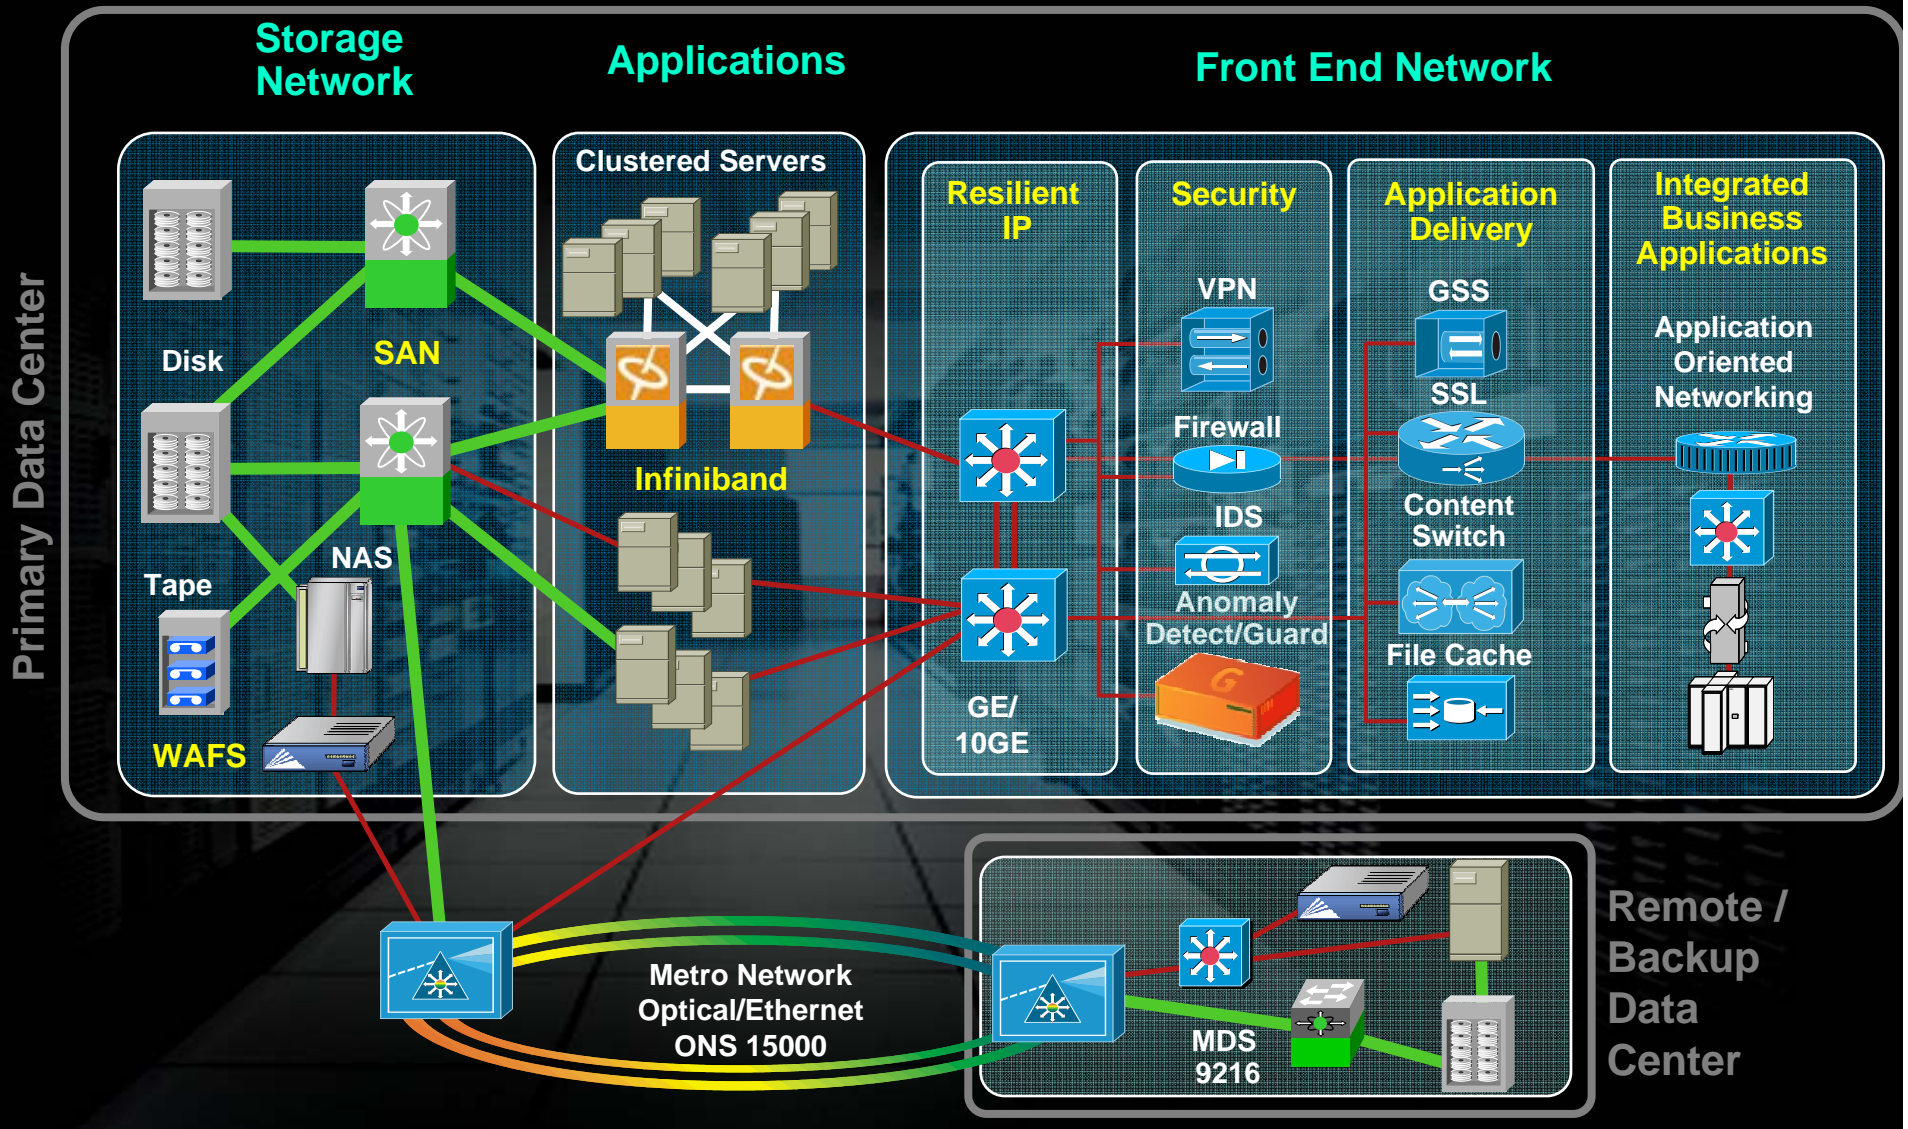 Storage
Network
Applications
Front End Network
Primary Data Center
Disk
SAN
NAS
Tape
WAFS
Clustered Servers
Infiniband
Resilient
IP
GE/
10GE
Security
VPN
Firewall
IDS
Anomaly
Detect/Guard
G
Application
Delivery
GSS
SSL
Content
Switch
File Cache
Integrated
Business
Applications
Application
Oriented
Networking
Metro Network
Optical/Ethernet
ONS 15000
MDS
9216
Remote /
Backup
Data
Center